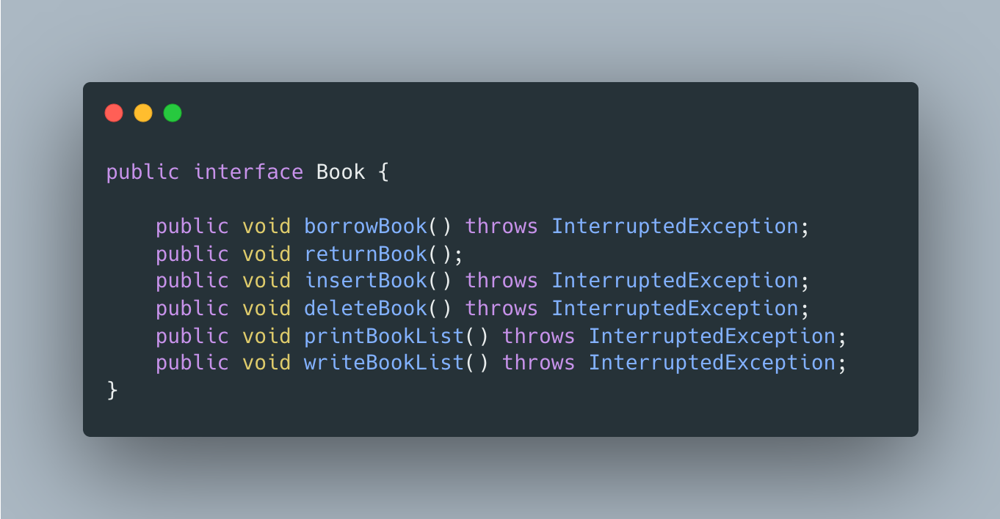 public interface Book {
    public void borrowBook() throws InterruptedException;
    public void returnBook();
    public void insertBook() throws InterruptedException;
    public void deleteBook() throws InterruptedException;
    public void printBookList() throws InterruptedException;
    public void writeBookList() throws InterruptedException;
}